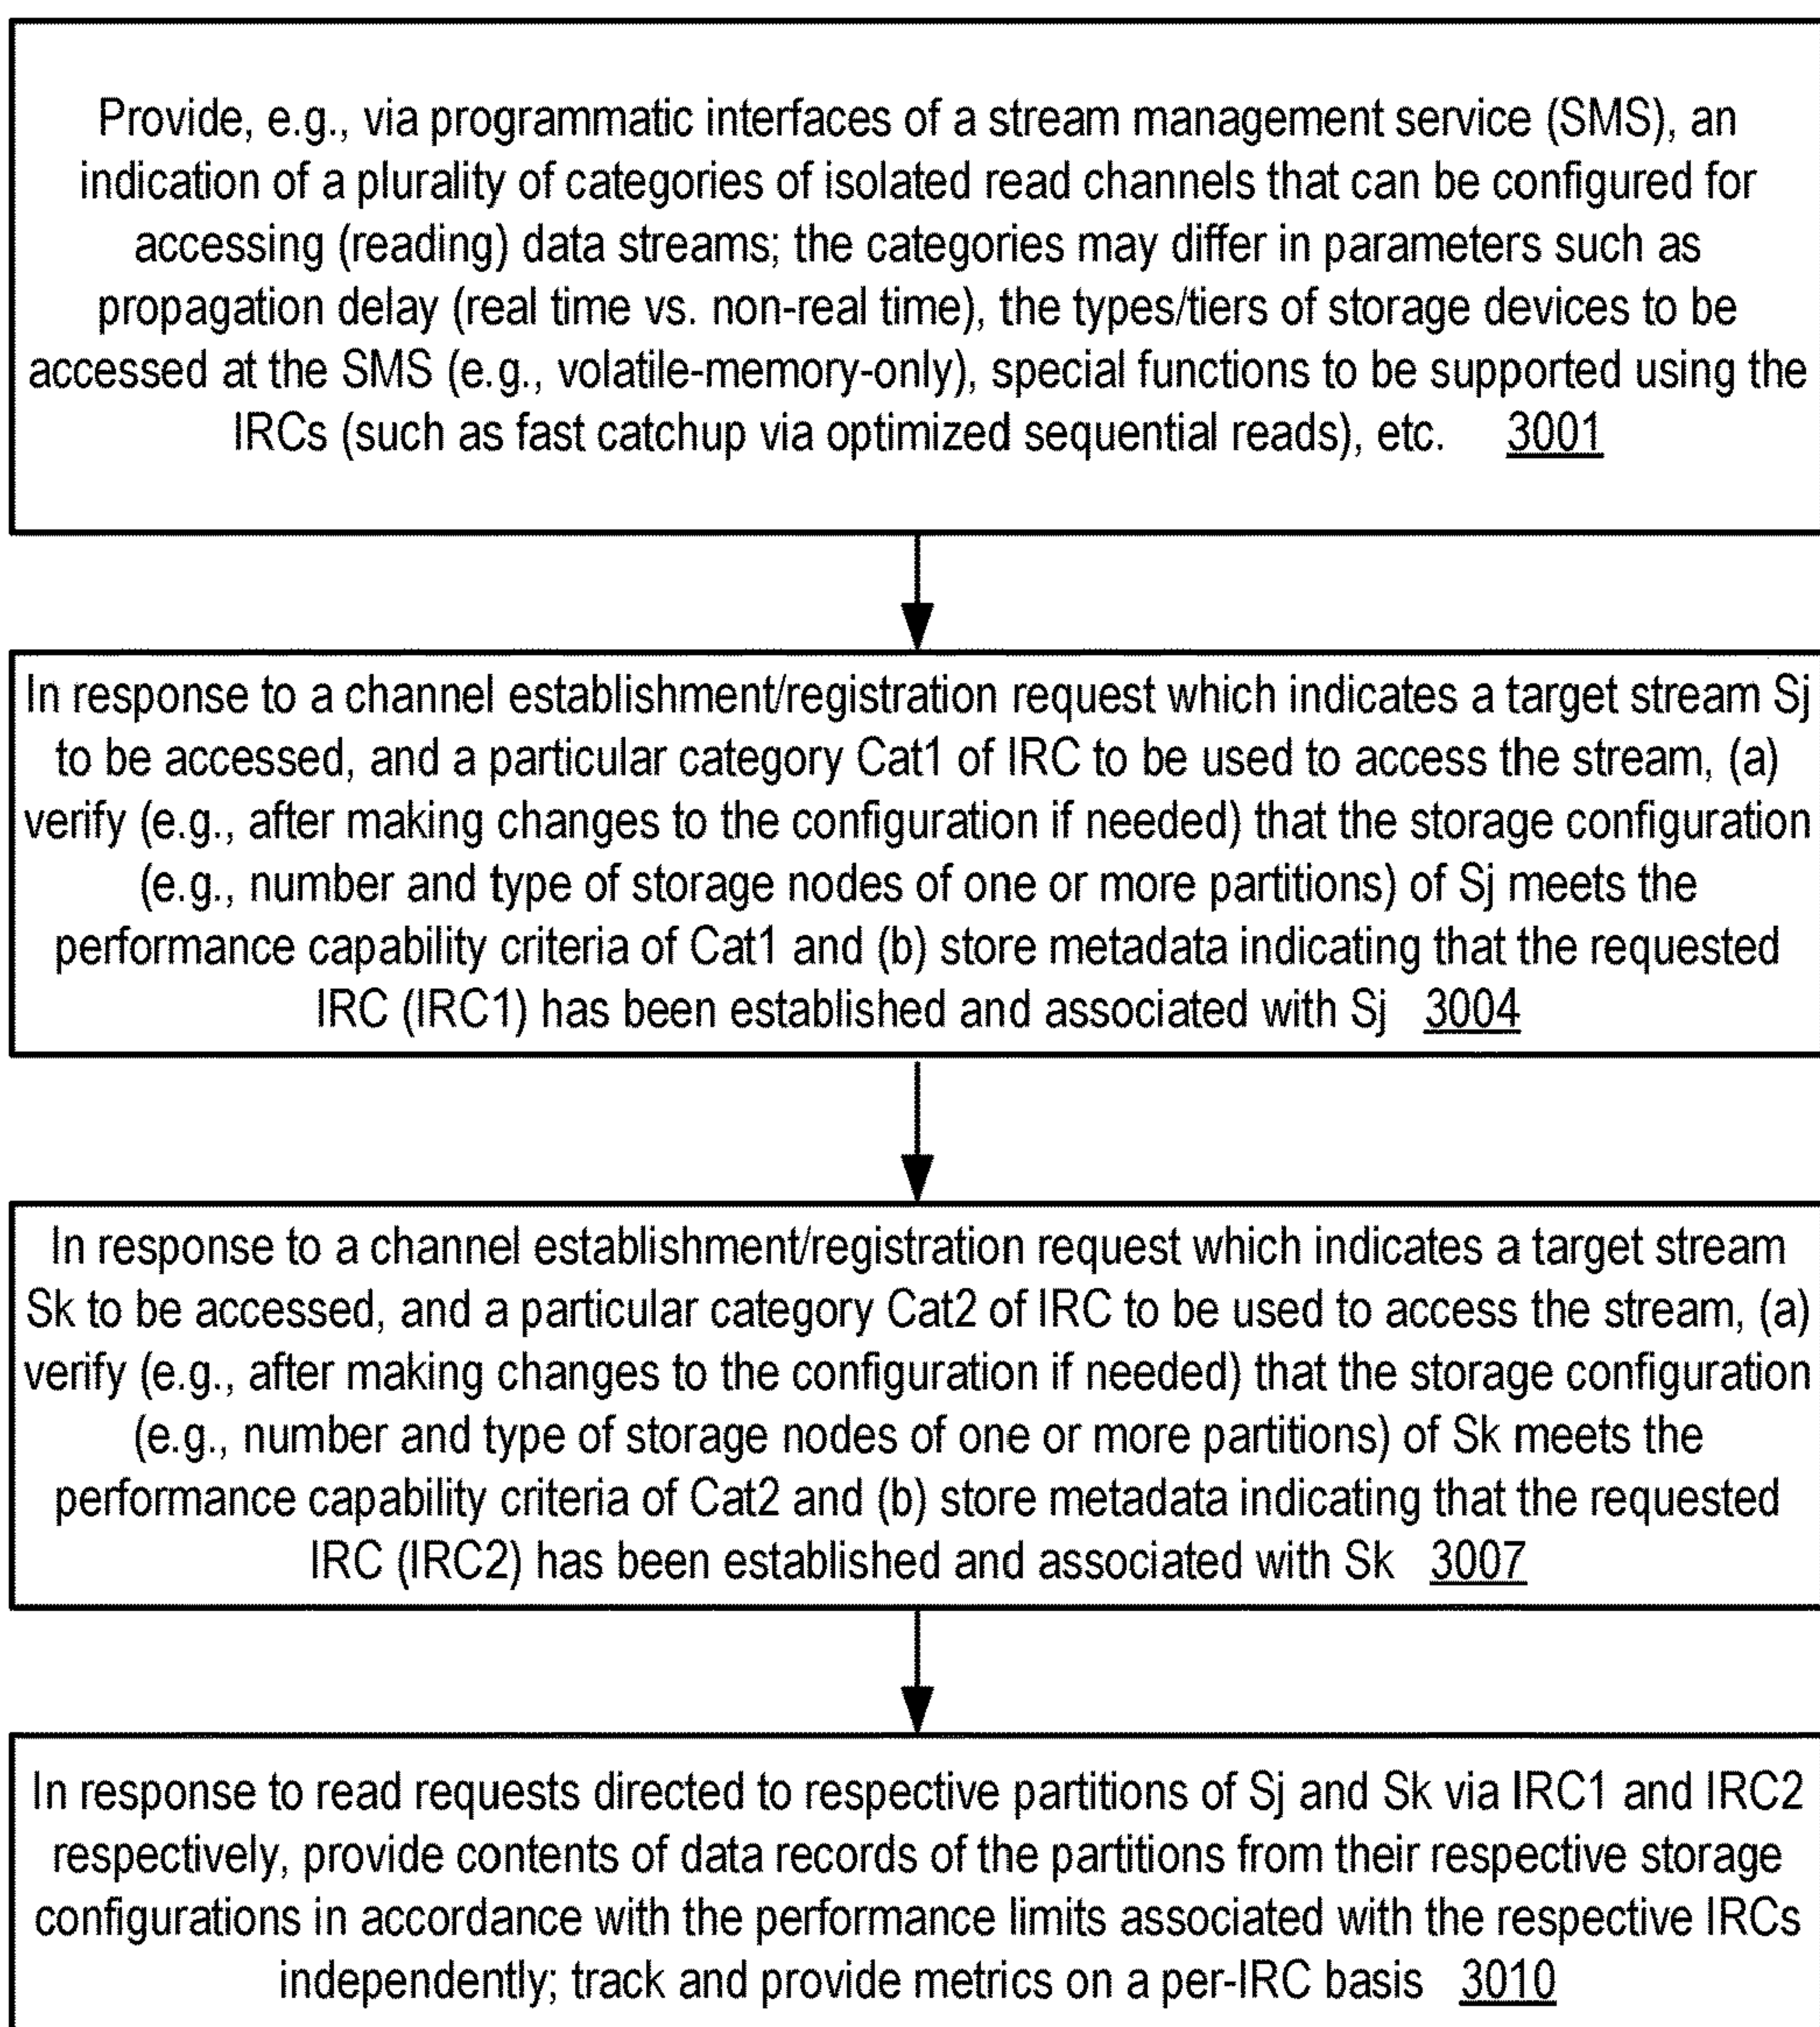 Provide, e.g., via programmatic interfaces of a stream management service (SMS), an
indication of a plurality of categories of isolated read channels that can be configured for
accessing (reading) data streams; the categories may differ in parameters such as
propagation delay (real time vs. non-real time), the types/tiers of storage devices to be
accessed at the SMS (e.g., volatile-memory-only), special functions to be supported using the
IRCs (such as fast catchup via optimized sequential reads), etc. 3001
In response to a channel establishment/registration request which indicates a target stream Sj
to be accessed, and a particular category Cat1 of IRC to be used to access the stream, (a)
verify (e.g., after making changes to the configuration if needed) that the storage configuration
(e.g., number and type of storage nodes of one or more partitions) of Sj meets the
performance capability criteria of Cat1 and (b) store metadata indicating that the requested
IRC (IRC1) has been established and associated with Sj 3004
In response to a channel establishment/registration request which indicates a target stream
Sk to be accessed, and a particular category Cat2 of IRC to be used to access the stream, (a)
verify (e.g., after making changes to the configuration if needed) that the storage configuration
(e.g., number and type of storage nodes of one or more partitions) of Sk meets the
performance capability criteria of Cat2 and (b) store metadata indicating that the requested
IRC (IRC2) has been established and associated with Sk 3007
In response to read requests directed to respective partitions of Sj and Sk via IRC1 and IRC2
respectively, provide contents of data records of the partitions from their respective storage
configurations in accordance with the performance limits associated with the respective IRCs
independently; track and provide metrics on a per-IRC basis 3010